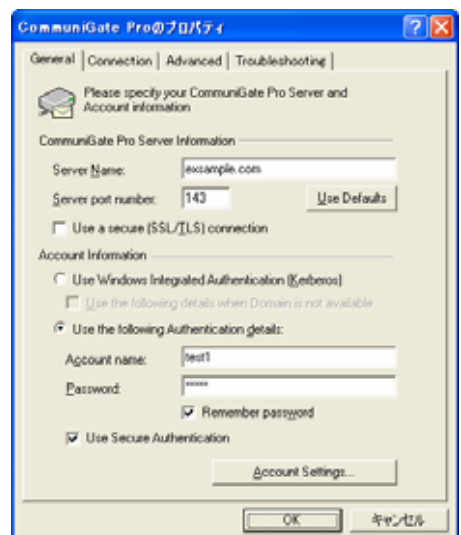 CommuniGate Proのプロパティ
General Connection Advanced Troubleshooting
Please specify your CommuniGate Pro Server and
Account information
CommuniGate Pro Server Information
Server Name: exsample.com
Server port number: 143 Use Defaults
Use a secure (SSL/TLS) connection
Account Information
Use Windows Integrated Authentication (Kerberos)
Use the following details when Domain is not available
Use the following Authentication details:
Account name: test1
Password: *****
Remember password
Use Secure Authentication
Account Settings...
OK キャンセル